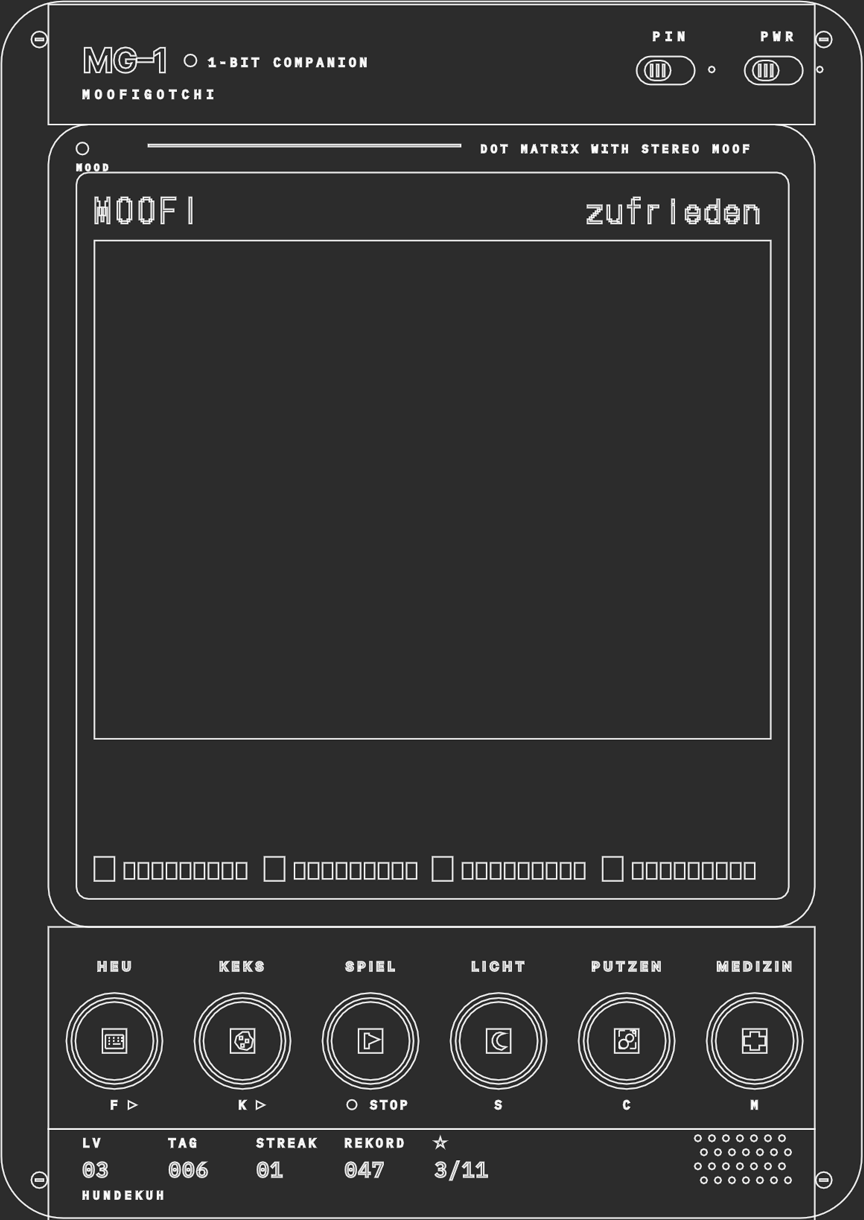 MG-1 1-BIT COMPANION
PIN PWR
MOOFIGOTCHI
DOT MATRIX WITH STEREO MOOF
MOOD
MOOFI zufrieden
HEU KEKS SPIEL LICHT PUTZEN MEDIZIN
F ▷ K ▷ ○ STOP S C M
LV TAG STREAK REKORD ☆
03 006 01 047 3/11
HUNDEKUH